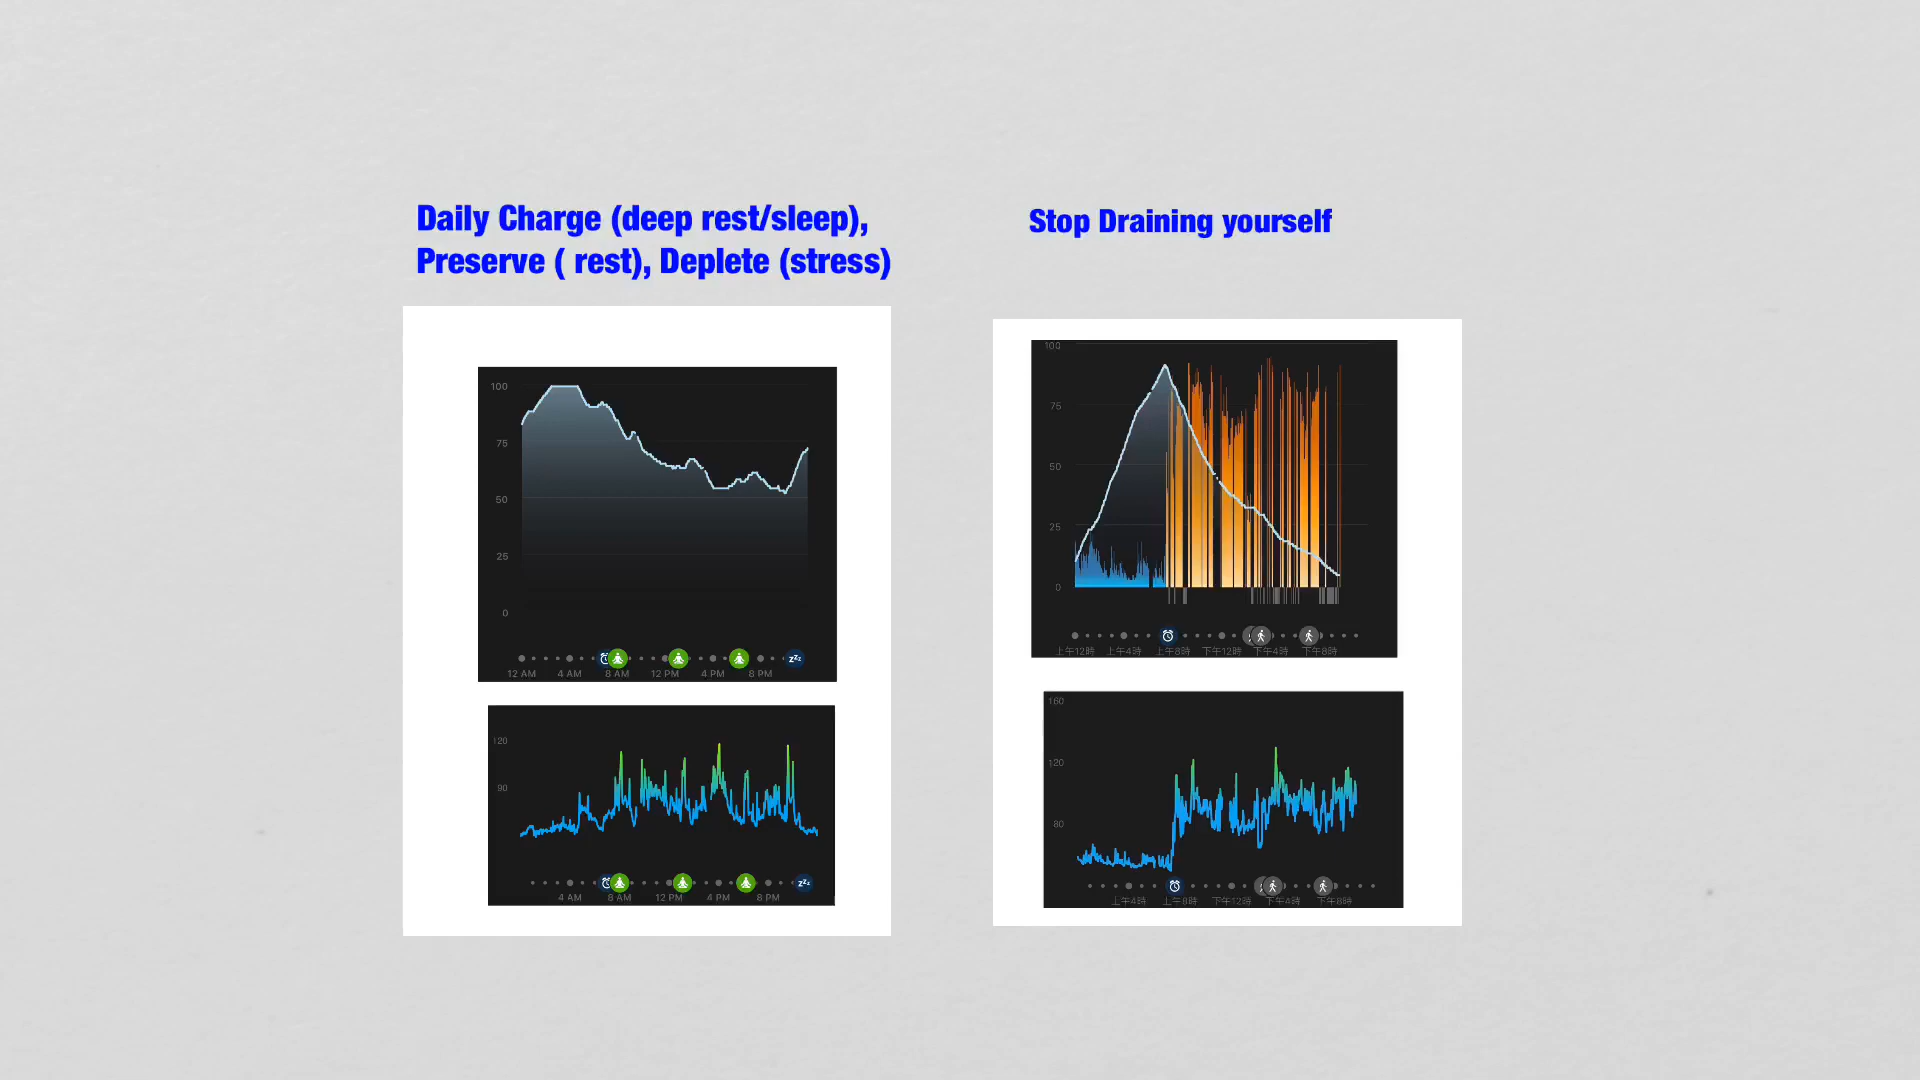 Daily Charge (deep rest/sleep),
Preserve ( rest), Deplete (stress)
100
75
50
25
0
zzz
12 AM 4 AM 8 AM 12 PM 4 PM 8 PM
120
90
zzz
4 AM 8 AM 12 PM 4 PM 8 PM
Stop Draining yourself
100
75
50
25
0
上午12時 上午4時 上午8時 下午12時 下午4時 下午8時
160
120
80
上午4時 上午8時 下午12時 下午4時 下午8時